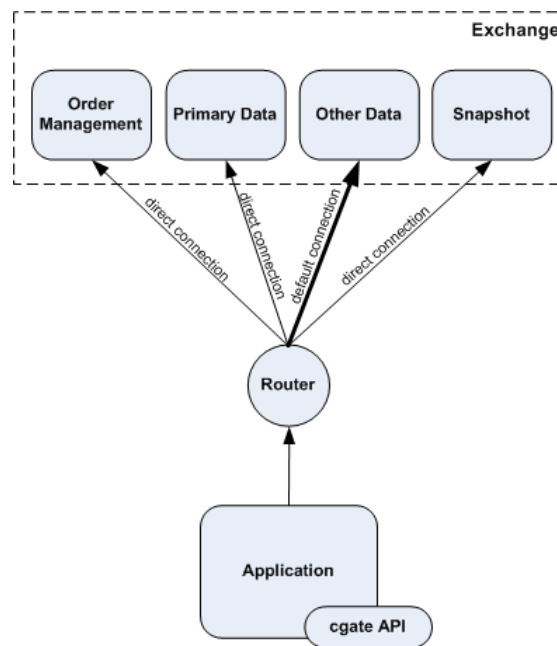 Exchange
Order
Management
Primary Data
Other Data
Snapshot
direct connection
direct connection
default connection
direct connection
Router
Application
cgate API